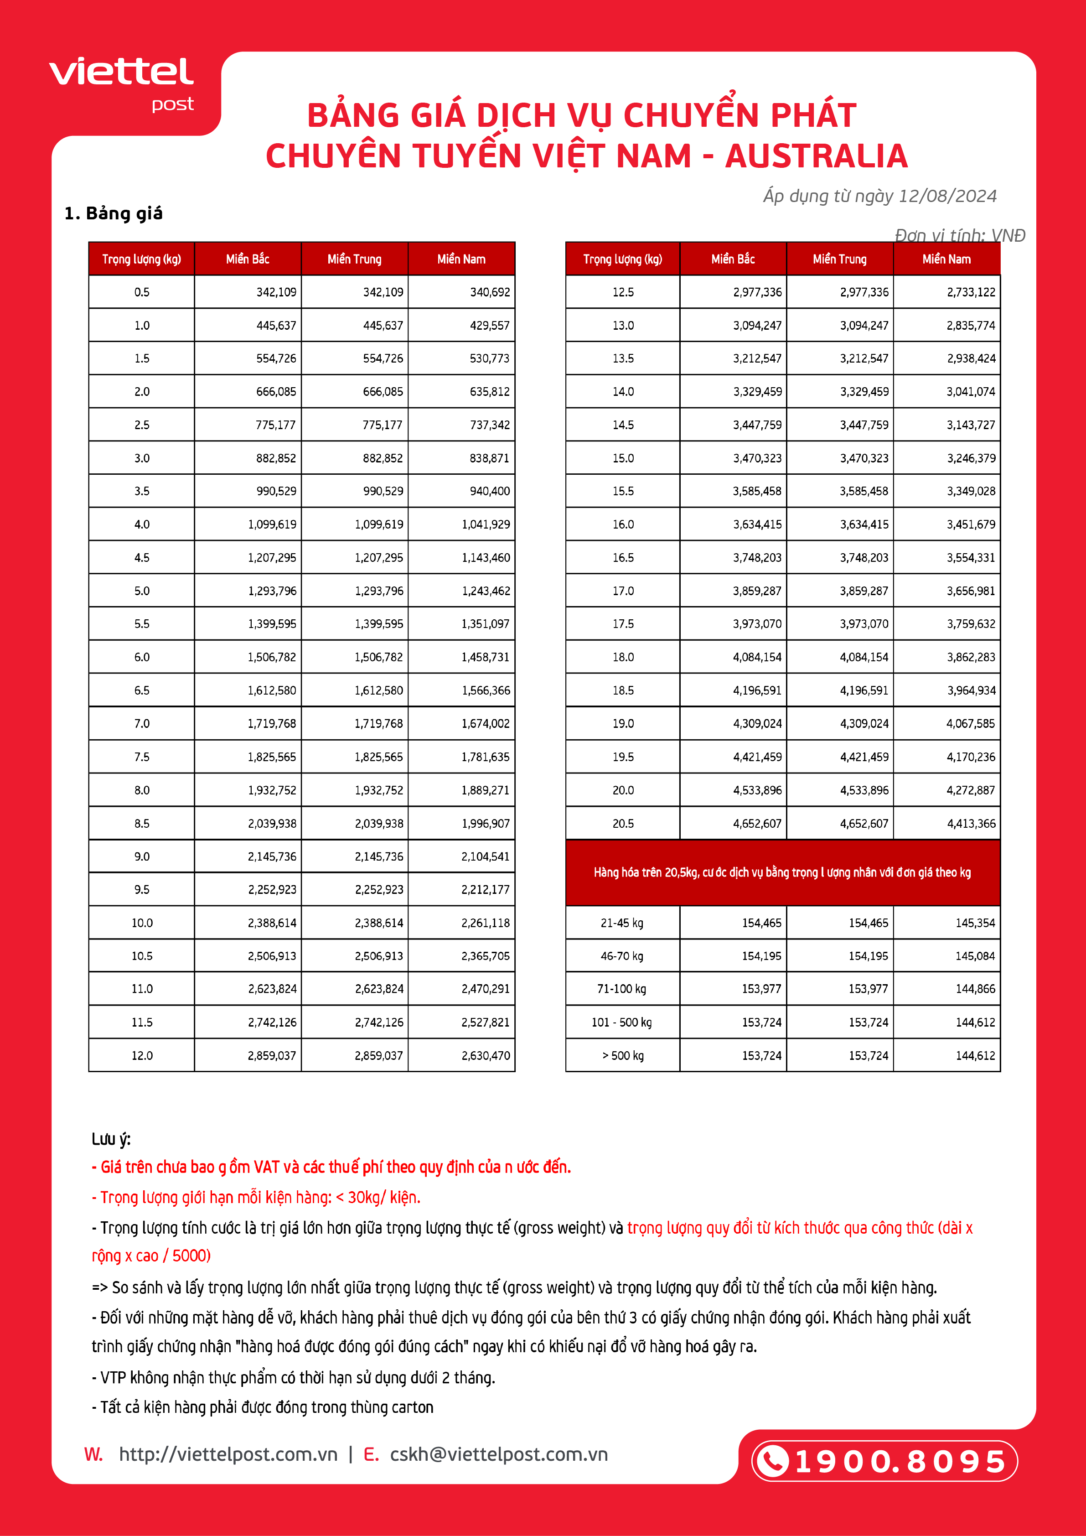 viettel
post
BẢNG GIÁ DỊCH VỤ CHUYỂN PHÁT
CHUYÊN TUYẾN VIỆT NAM - AUSTRALIA
Áp dụng từ ngày 12/08/2024
1. Bảng giá
Đơn vị tính: VNĐ
Trọng lượng (kg) Miền Bắc Miền Trung Miền Nam
0.5 342,109 342,109 340,692
1.0 445,637 445,637 429,557
1.5 554,726 554,726 530,773
2.0 666,085 666,085 635,812
2.5 775,177 775,177 737,342
3.0 882,852 882,852 838,871
3.5 990,529 990,529 940,400
4.0 1,099,619 1,099,619 1,041,929
4.5 1,207,295 1,207,295 1,143,460
5.0 1,293,796 1,293,796 1,243,462
5.5 1,399,595 1,399,595 1,351,097
6.0 1,506,782 1,506,782 1,458,731
6.5 1,612,580 1,612,580 1,566,366
7.0 1,719,768 1,719,768 1,674,002
7.5 1,825,565 1,825,565 1,781,635
8.0 1,932,752 1,932,752 1,889,271
8.5 2,039,938 2,039,938 1,996,907
9.0 2,145,736 2,145,736 2,104,541
9.5 2,252,923 2,252,923 2,212,177
10.0 2,388,614 2,388,614 2,261,118
10.5 2,506,913 2,506,913 2,365,705
11.0 2,623,824 2,623,824 2,470,291
11.5 2,742,126 2,742,126 2,527,821
12.0 2,859,037 2,859,037 2,630,470
Trọng lượng (kg) Miền Bắc Miền Trung Miền Nam
12.5 2,977,336 2,977,336 2,733,122
13.0 3,094,247 3,094,247 2,835,774
13.5 3,212,547 3,212,547 2,938,424
14.0 3,329,459 3,329,459 3,041,074
14.5 3,447,759 3,447,759 3,143,727
15.0 3,470,323 3,470,323 3,246,379
15.5 3,585,458 3,585,458 3,349,028
16.0 3,634,415 3,634,415 3,451,679
16.5 3,748,203 3,748,203 3,554,331
17.0 3,859,287 3,859,287 3,656,981
17.5 3,973,070 3,973,070 3,759,632
18.0 4,084,154 4,084,154 3,862,283
18.5 4,196,591 4,196,591 3,964,934
19.0 4,309,024 4,309,024 4,067,585
19.5 4,421,459 4,421,459 4,170,236
20.0 4,533,896 4,533,896 4,272,887
20.5 4,652,607 4,652,607 4,413,366
Hàng hóa trên 20,5kg, cư ớc dịch vụ bằng trọng l ượng nhân với đơn giá theo kg
21-45 kg 154,465 154,465 145,354
46-70 kg 154,195 154,195 145,084
71-100 kg 153,977 153,977 144,866
101 - 500 kg 153,724 153,724 144,612
> 500 kg 153,724 153,724 144,612
Lưu ý:
- Giá trên chưa bao g ồm VAT và các thuế phí theo quy định của n ước đến.
- Trọng lượng giới hạn mỗi kiện hàng: < 30kg/ kiện.
- Trọng lượng tính cước là trị giá lớn hơn giữa trọng lượng thực tế (gross weight) và trọng lượng quy đổi từ kích thước qua công thức (dài x
rộng x cao / 5000)
=> So sánh và lấy trọng lượng lớn nhất giữa trọng lượng thực tế (gross weight) và trọng lượng quy đổi từ thể tích của mỗi kiện hàng.
- Đối với những mặt hàng dễ vỡ, khách hàng phải thuê dịch vụ đóng gói của bên thứ 3 có giấy chứng nhận đóng gói. Khách hàng phải xuất
trình giấy chứng nhận "hàng hoá được đóng gói đúng cách" ngay khi có khiếu nại đổ vỡ hàng hoá gây ra.
- VTP không nhận thực phẩm có thời hạn sử dụng dưới 2 tháng.
- Tất cả kiện hàng phải được đóng trong thùng carton
W. http://viettelpost.com.vn | E. cskh@viettelpost.com.vn
1900.8095